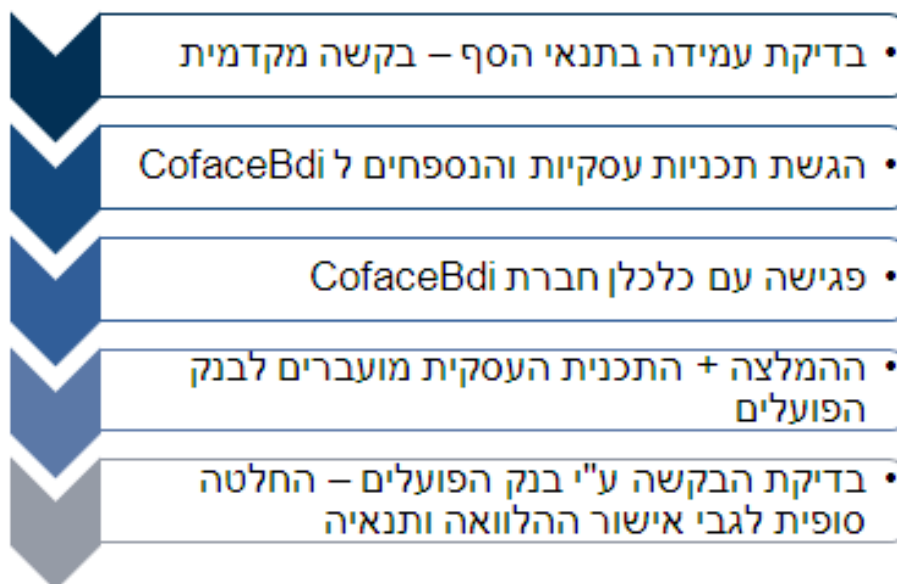 • בדיקת עמידה בתנאי הסף – בקשה מקדמית
• הגשת תכניות עסקיות והנספחים ל CofaceBdi
• פגישה עם כלכלן חברת CofaceBdi
• ההמלצה + התכנית העסקית מועברים לבנק
הפועלים
• בדיקת הבקשה ע"י בנק הפועלים – החלטה
סופית לגבי אישור ההלוואה ותנאיה